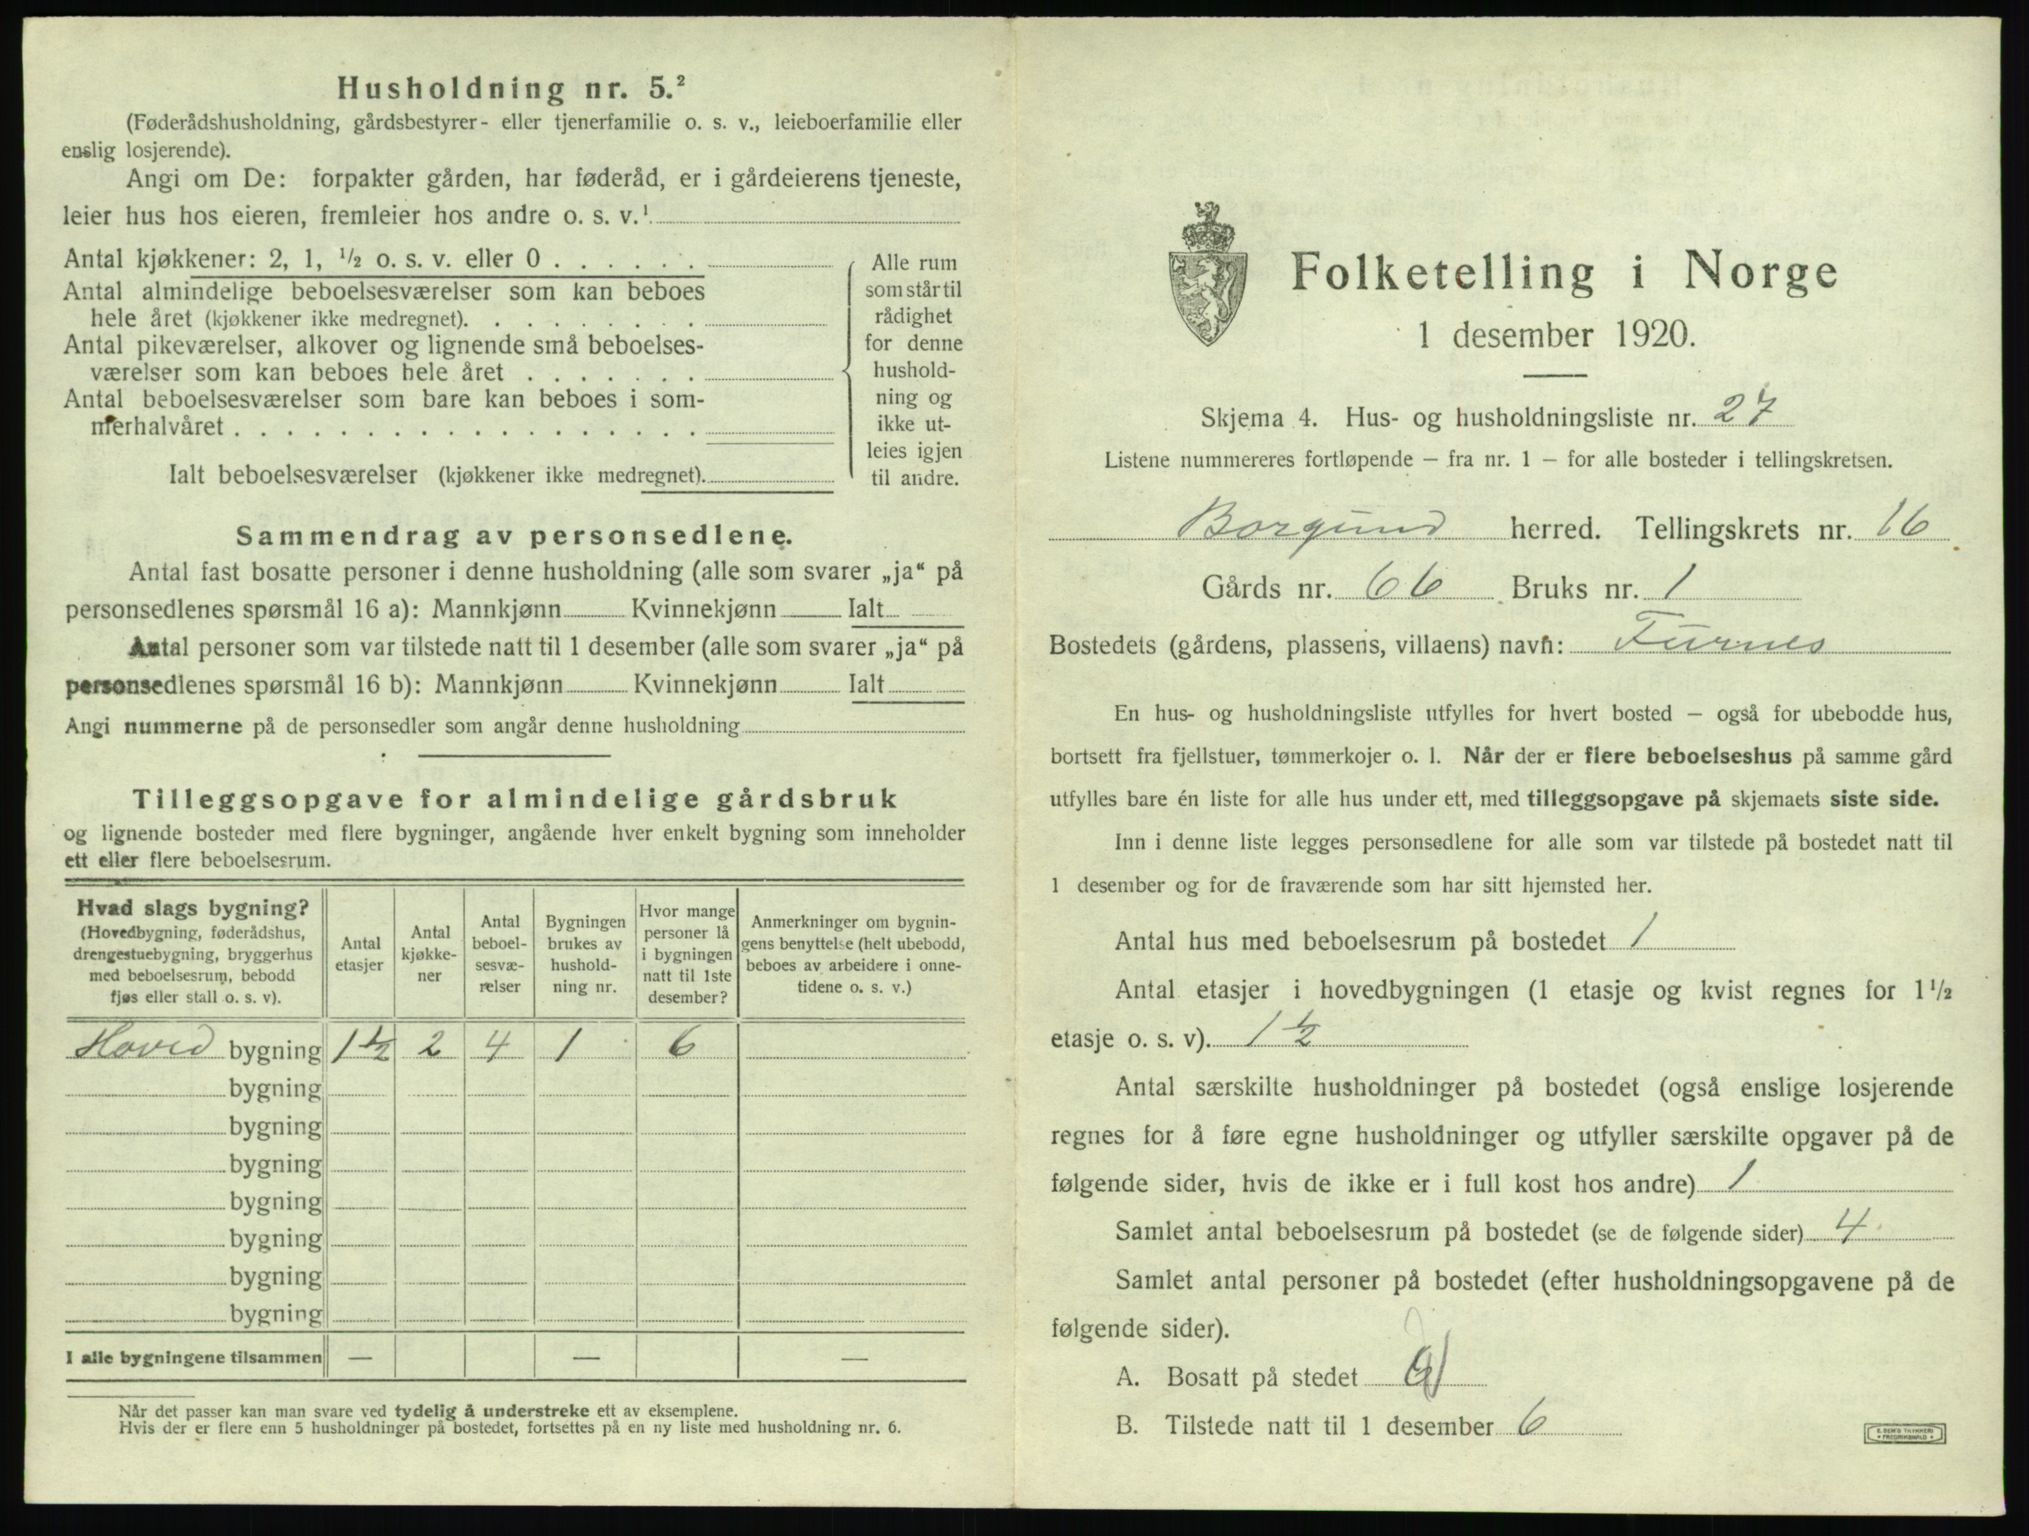 Husholdning nr. 5.²
(Føderådshusholdning, gårdsbestyrer- eller tjenerfamilie o. s. v., leieboerfamilie eller
enslig losjerende).
Angi om De: forpakter gården, har føderåd, er i gårdeierens tjeneste,
leier hus hos eieren, fremleier hos andre o. s. v.¹
Antal kjøkkener: 2, 1, ½ o. s. v. eller 0 . . . . . .
Antal almindelige beboelsesværelser som kan beboes
hele året (kjøkkener ikke medregnet). . . . . . . . .
Antal pikeværelser, alkover og lignende små beboelses-
værelser som kan beboes hele året . . . . . . .
Antal beboelsesværelser som bare kan beboes i som-
merhalvåret . . . . . . . . . . . . . . . . . .
Ialt beboelsesværelser (kjøkkener ikke medregnet).
Alle rum
som står til
rådighet
for denne
hushold-
ning og
ikke ut-
leies igjen
til andre.
Sammendrag av personsedlene.
Antal fast bosatte personer i denne husholdning (alle som svarer „ja“ på
personsedlenes spørsmål 16 a): Mannkjønn Kvinnekjønn Ialt
Antal personer som var tilstede natt til 1 desember (alle som svarer „ja“ på
personsedlenes spørsmål 16 b): Mannkjønn Kvinnekjønn Ialt
Angi nummerne på de personsedler som angår denne husholdning
Tilleggsopgave for almindelige gårdsbruk
og lignende bosteder med flere bygninger, angående hver enkelt bygning som inneholder
ett eller flere beboelsesrum.
Hvad slags bygning?
(Hovedbygning, føderådshus,
drengestuebygning, bryggerhus
med beboelsesrum, bebodd
fjøs eller stall o. s. v).
Antal
etasjer
Antal
kjøkke-
ner
Antal
beboel-
sesvæ-
relser
Bygningen
brukes av
hushold-
ning nr.
Hvor mange
personer lå
i bygningen
natt til 1ste
desember?
Anmerkninger om bygnin-
gens benyttelse (helt ubebodd,
beboes av arbeidere i onne-
tidene o. s. v.)
Hoved bygning 1½ 2 4 1 6
bygning
bygning
bygning
bygning
bygning
bygning
bygning
I alle bygningene tilsammen — — —
Når det passer kan man svare ved tydelig å understreke ett av eksemplene.
Hvis der er flere enn 5 husholdninger på bostedet, fortsettes på en ny liste med husholdning nr. 6.
Folketelling i Norge
1 desember 1920.
Skjema 4. Hus- og husholdningsliste nr. 27
Listene nummereres fortløpende – fra nr. 1 – for alle bosteder i tellingskretsen.
Borgund herred. Tellingskrets nr. 16
Gårds nr. 66 Bruks nr. 1
Bostedets (gårdens, plassens, villaens) navn: Furnes
En hus- og husholdningsliste utfylles for hvert bosted – også for ubebodde hus,
bortsett fra fjellstuer, tømmerkojer o. l. Når der er flere beboelseshus på samme gård
utfylles bare én liste for alle hus under ett, med tilleggsopgave på skjemaets siste side.
Inn i denne liste legges personsedlene for alle som var tilstede på bostedet natt til
1 desember og for de fraværende som har sitt hjemsted her.
Antal hus med beboelsesrum på bostedet 1
Antal etasjer i hovedbygningen (1 etasje og kvist regnes for 1½
etasje o. s. v). 1½
Antal særskilte husholdninger på bostedet (også enslige losjerende
regnes for å føre egne husholdninger og utfyller særskilte opgaver på de
følgende sider, hvis de ikke er i full kost hos andre) 1
Samlet antal beboelsesrum på bostedet (se de følgende sider) 4
Samlet antal personer på bostedet (efter husholdningsopgavene på de
følgende sider).
A. Bosatt på stedet
B. Tilstede natt til 1 desember 6